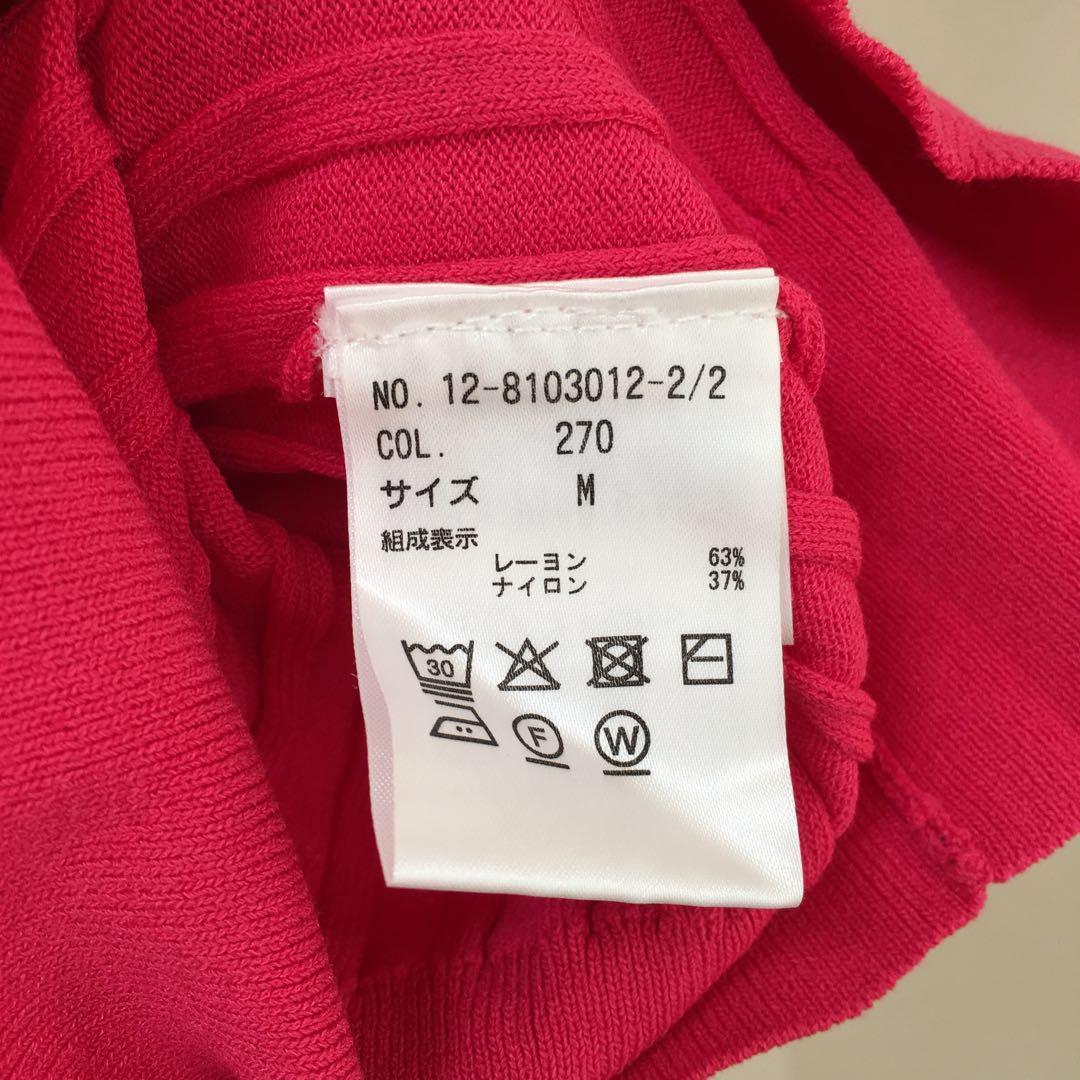 NO. 12-8103012-2/2
COL. 270
サイズ M
組成表示
レーヨン 63%
ナイロン 37%
30
F W